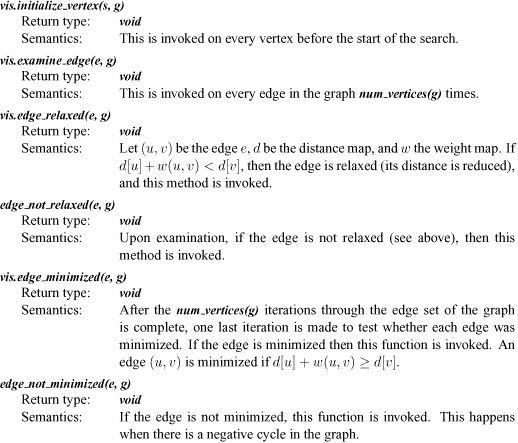 vis.initialize_vertex(s, g)
Return type: void
Semantics: This is invoked on every vertex before the start of the search.
vis.examine_edge(e, g)
Return type: void
Semantics: This is invoked on every edge in the graph num_vertices(g) times.
vis.edge_relaxed(e, g)
Return type: void
Semantics: Let (u, v) be the edge e, d be the distance map, and w the weight map. If
d[u] + w(u, v) < d[v], then the edge is relaxed (its distance is reduced),
and this method is invoked.
edge_not_relaxed(e, g)
Return type: void
Semantics: Upon examination, if the edge is not relaxed (see above), then this
method is invoked.
vis.edge_minimized(e, g)
Return type: void
Semantics: After the num_vertices(g) iterations through the edge set of the graph
is complete, one last iteration is made to test whether each edge was
minimized. If the edge is minimized then this function is invoked. An
edge (u, v) is minimized if d[u] + w(u, v) ≥ d[v].
edge_not_minimized(e, g)
Return type: void
Semantics: If the edge is not minimized, this function is invoked. This happens
when there is a negative cycle in the graph.